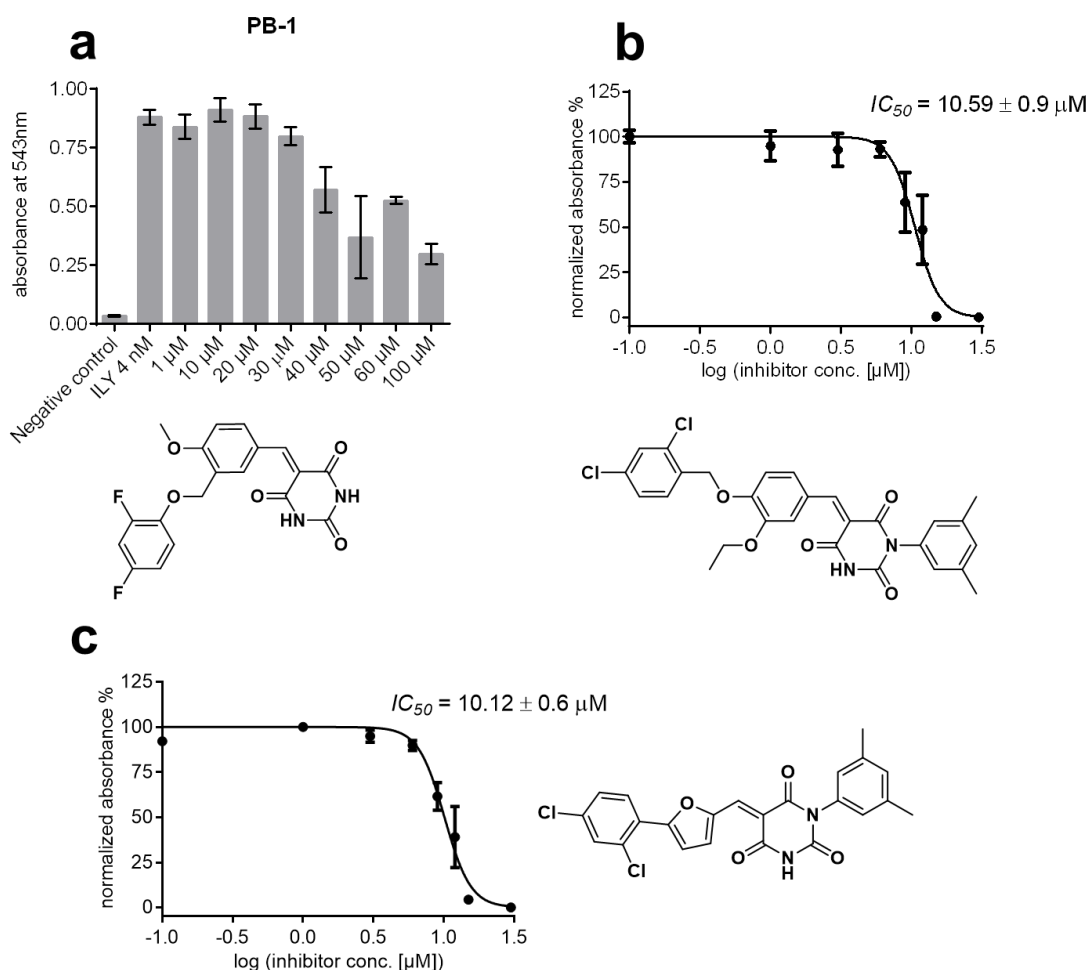 a
PB-1
absorbance at 543nm
1.00
0.75
0.50
0.25
0.00
Negative control
ILY 4 nM
1 µM
10 µM
20 µM
30 µM
40 µM
50 µM
60 µM
100 µM
O
O
O
F
O
NH
HN
O
F
b
IC50 = 10.59 ± 0.9 µM
normalized absorbance %
125
100
75
50
25
0
-1.0
-0.5
0.0
0.5
1.0
1.5
log (inhibitor conc. [µM])
Cl
Cl
O
O
O
O
N
HN
O
c
IC50 = 10.12 ± 0.6 µM
normalized absorbance %
125
100
75
50
25
0
-1.0
-0.5
0.0
0.5
1.0
1.5
log (inhibitor conc. [µM])
O
O
Cl
N
Cl
O
N
H
O